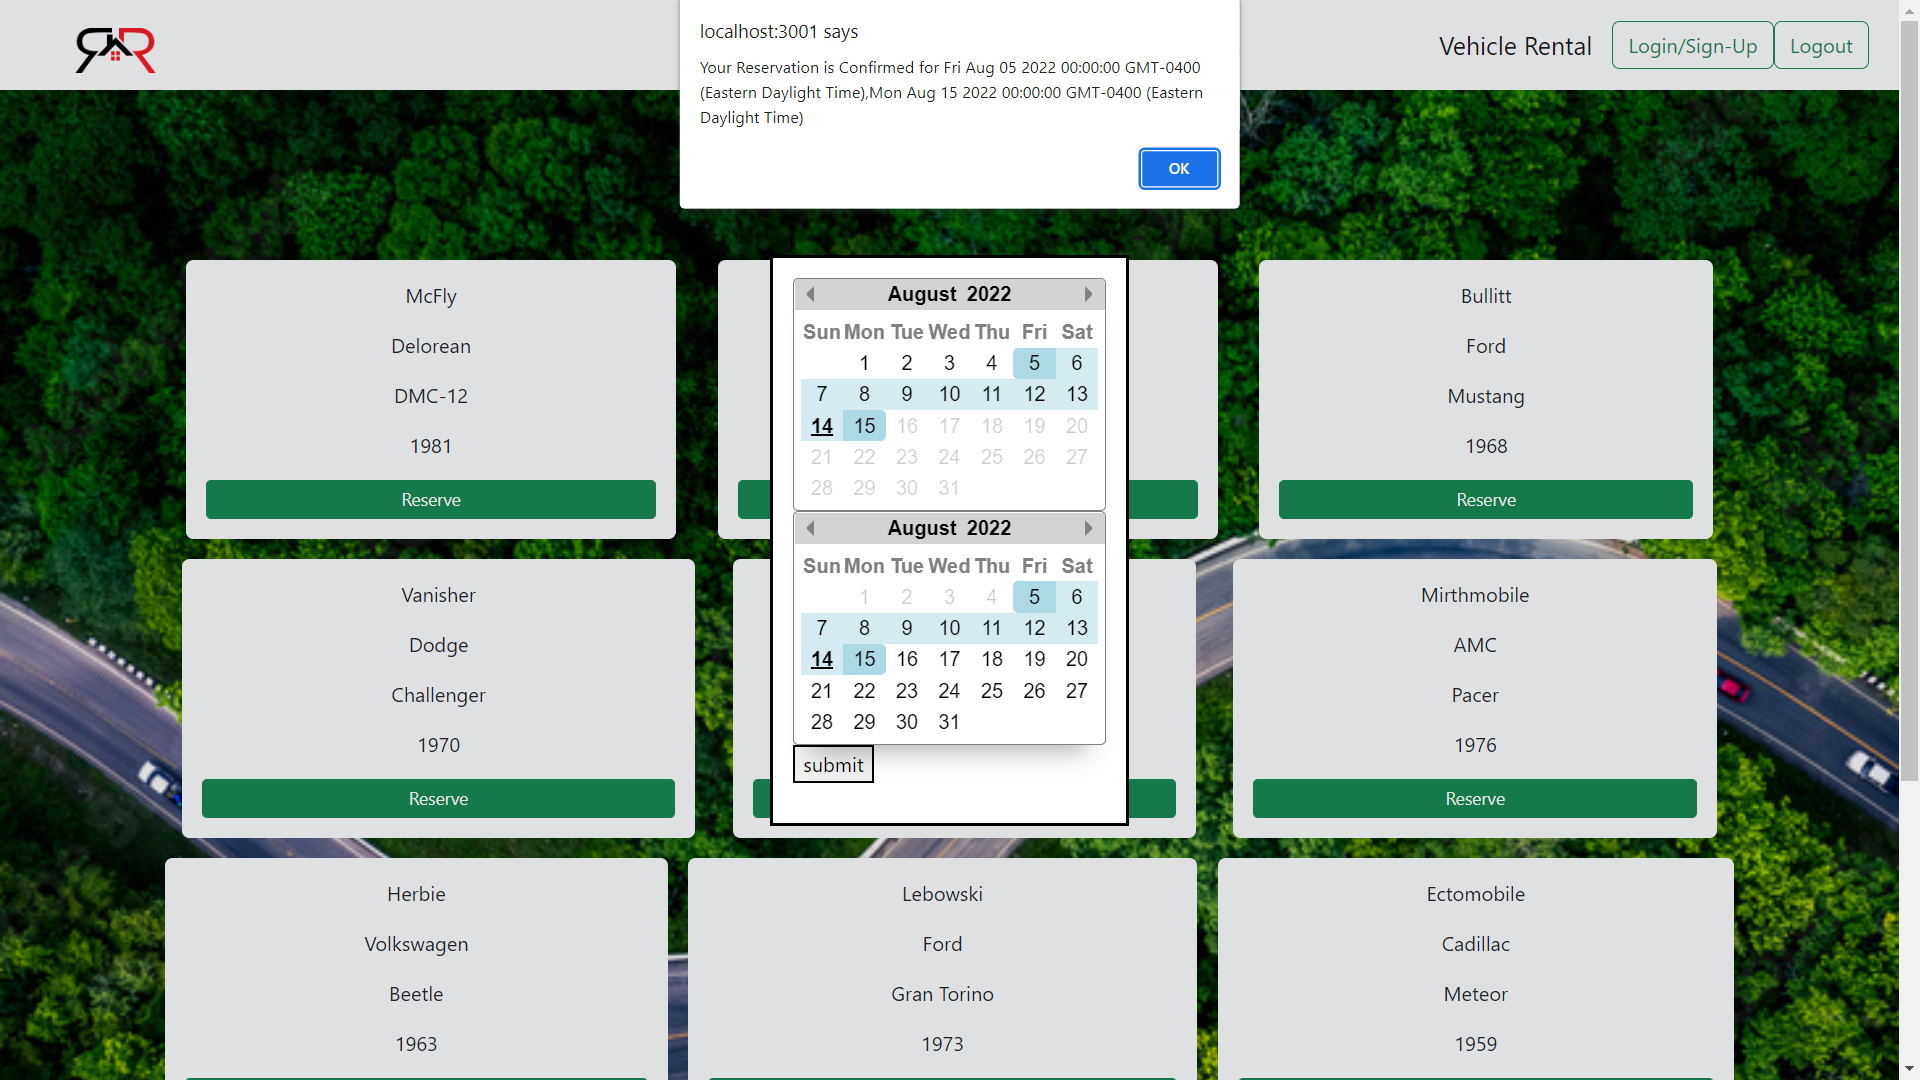 localhost:3001 says
Your Reservation is Confirmed for Fri Aug 05 2022 00:00:00 GMT-0400
(Eastern Daylight Time),Mon Aug 15 2022 00:00:00 GMT-0400 (Eastern
Daylight Time)
OK
Vehicle Rental
Login/Sign-Up
Logout
McFly
Delorean
DMC-12
1981
Reserve
August 2022
Sun Mon Tue Wed Thu Fri Sat
1 2 3 4 5 6
7 8 9 10 11 12 13
14 15 16 17 18 19 20
21 22 23 24 25 26 27
28 29 30 31
August 2022
Sun Mon Tue Wed Thu Fri Sat
1 2 3 4 5 6
7 8 9 10 11 12 13
14 15 16 17 18 19 20
21 22 23 24 25 26 27
28 29 30 31
submit
Bullitt
Ford
Mustang
1968
Reserve
Vanisher
Dodge
Challenger
1970
Reserve
Mirthmobile
AMC
Pacer
1976
Reserve
Herbie
Volkswagen
Beetle
1963
Lebowski
Ford
Gran Torino
1973
Ectomobile
Cadillac
Meteor
1959